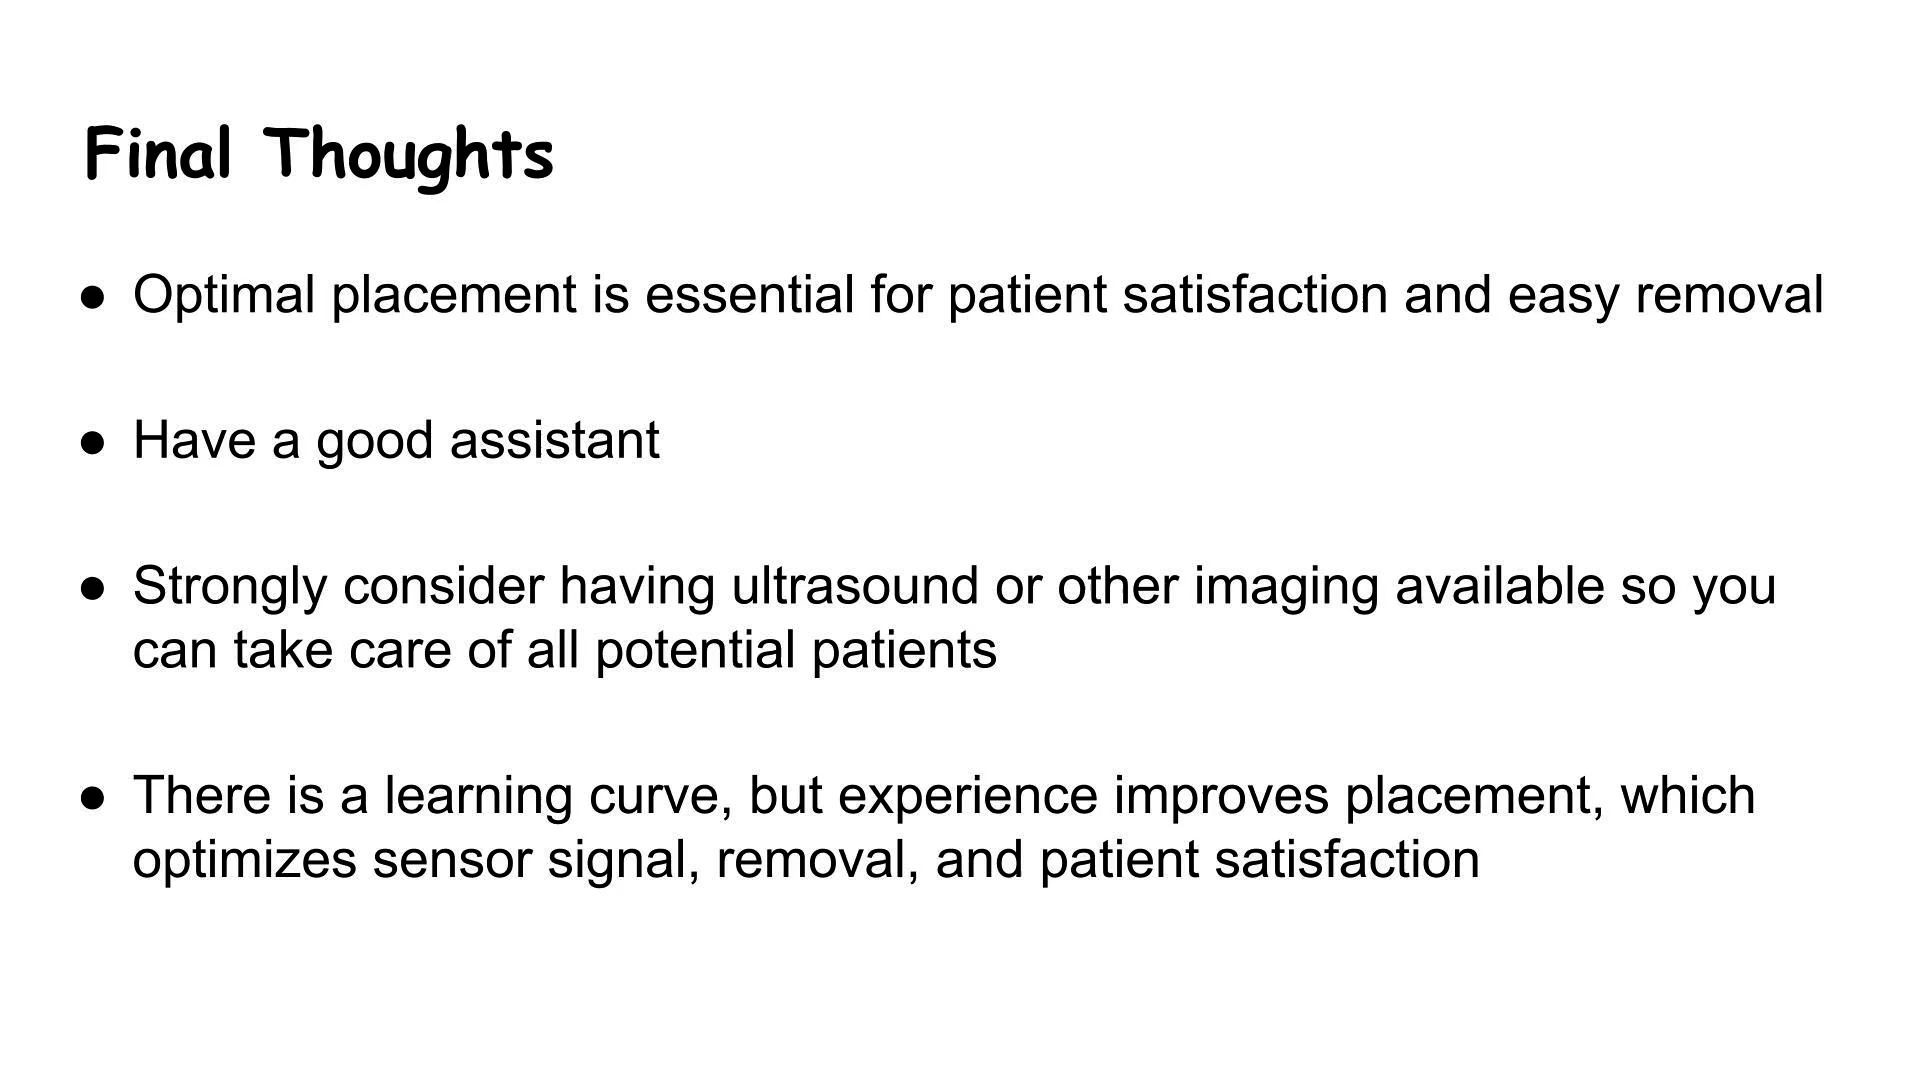 Final Thoughts
● Optimal placement is essential for patient satisfaction and easy removal
● Have a good assistant
● Strongly consider having ultrasound or other imaging available so you
can take care of all potential patients
● There is a learning curve, but experience improves placement, which
optimizes sensor signal, removal, and patient satisfaction